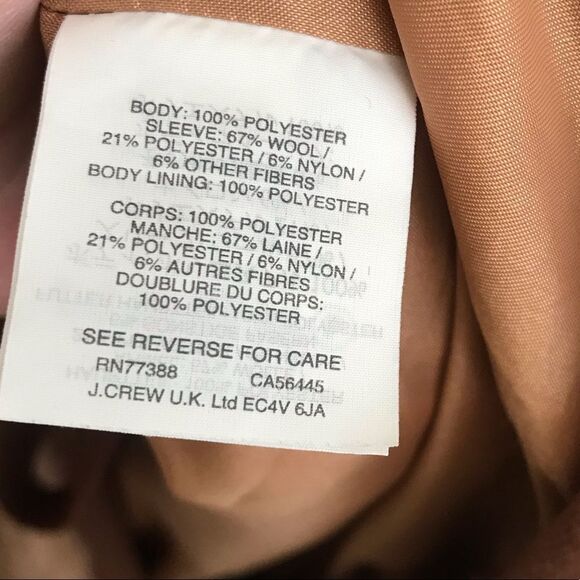 BODY: 100% POLYESTER
SLEEVE: 67% WOOL /
21% POLYESTER / 6% NYLON /
6% OTHER FIBERS
BODY LINING: 100% POLYESTER
CORPS: 100% POLYESTER
MANCHE: 67% LAINE /
21% POLYESTER / 6% NYLON /
6% AUTRES FIBRES
DOUBLURE DU CORPS:
100% POLYESTER
SEE REVERSE FOR CARE
RN77388 CA56445
J.CREW U.K. Ltd EC4V 6JA